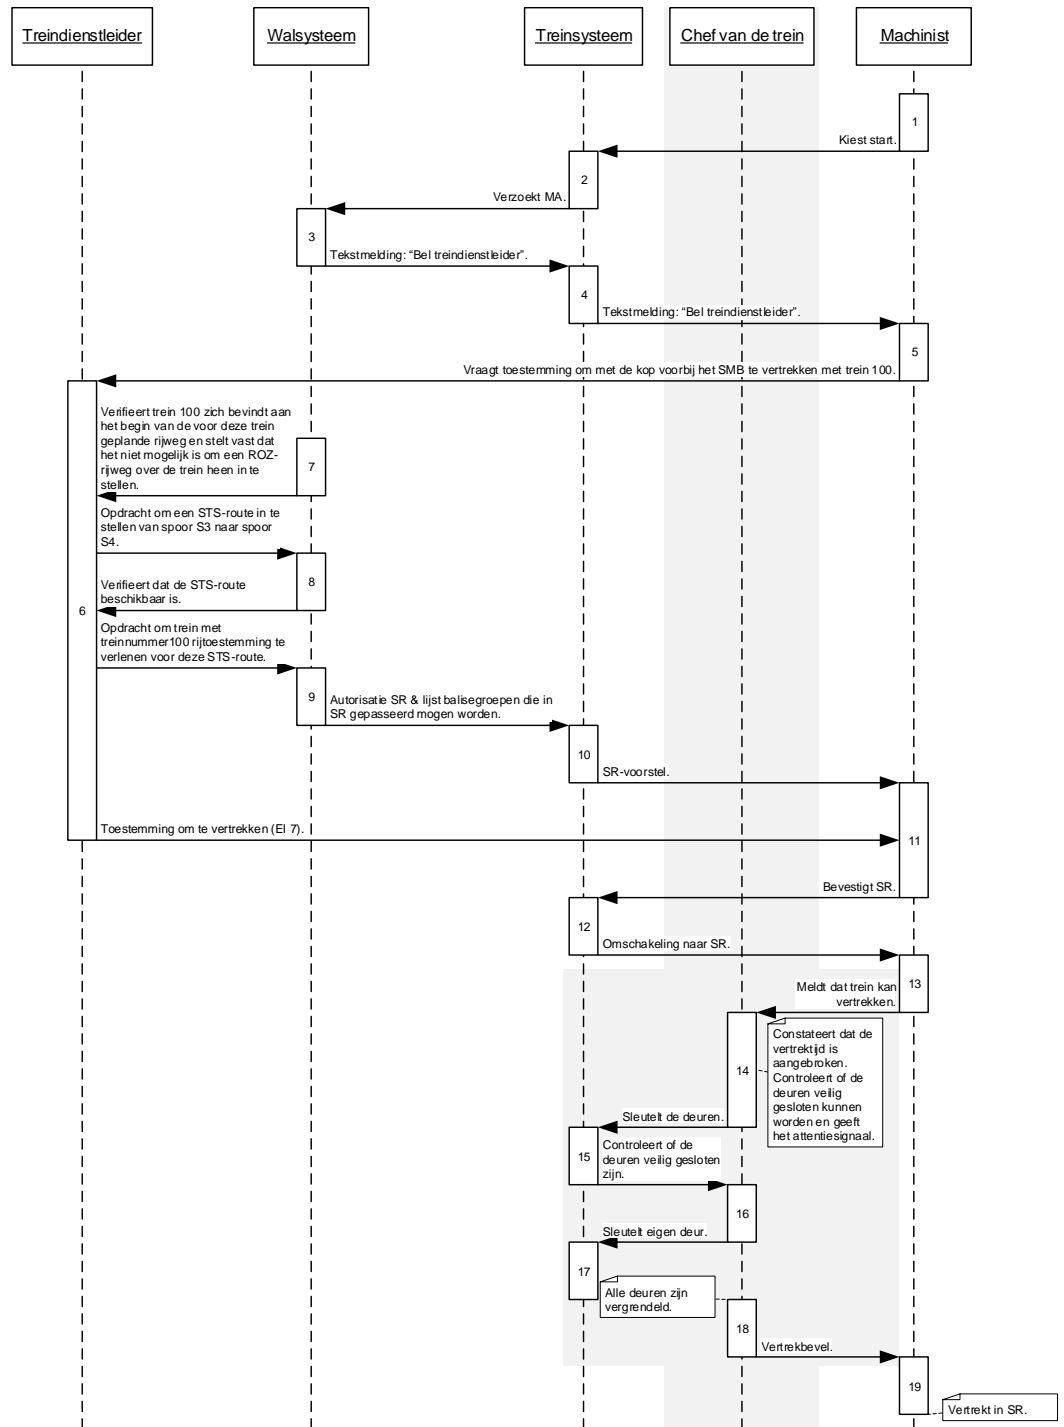 Treindienstleider
Walsysteem
Treinsysteem
Chef van de trein
Machinist
1
Kiest start.
2
Verzoekt MA.
3
Tekstmelding: “Bel treindienstleider”.
4
Tekstmelding: “Bel treindienstleider”.
5
Vraagt toestemming om met de kop voorbij het SMB te vertrekken met trein 100.
Verifieert trein 100 zich bevindt aan
het begin van de voor deze trein
geplande rijweg en stelt vast dat
het niet mogelijk is om een ROZ-
rijweg over de trein heen in te
stellen.
7
Opdracht om een STS-route in te
stellen van spoor S3 naar spoor
S4.
8
Verifieert dat de STS-route
beschikbaar is.
6
Opdracht om trein met
treinnummer100 rijtoestemming te
verlenen voor deze STS-route.
9
Autorisatie SR & lijst balisegroepen die in
SR gepasseerd mogen worden.
10
SR-voorstel.
Toestemming om te vertrekken (EI 7).
11
Bevestigt SR.
12
Omschakeling naar SR.
13
Meldt dat trein kan
vertrekken.
14
Constateert dat de
vertrektijd is
aangebroken.
Controleert of de
deuren veilig
gesloten kunnen
worden en geeft
het attentiesignaal.
Sleutelt de deuren.
15
Controleert of de
deuren veilig gesloten
zijn.
16
Sleutelt eigen deur.
17
Alle deuren zijn
vergrendeld.
18
Vertrekbevel.
19
Vertrekt in SR.